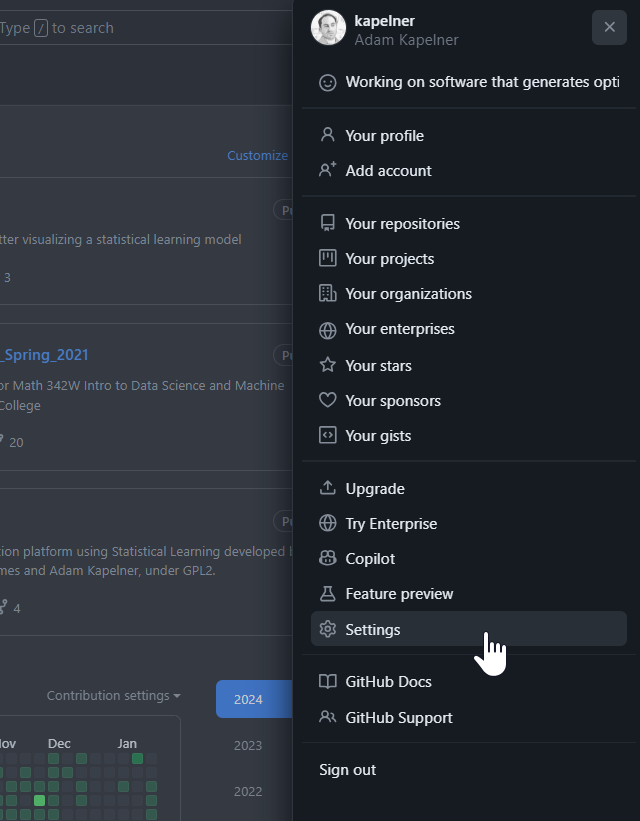 Type / to search
kapelner
Adam Kapelner
Working on software that generates opti
Your profile
Add account
Customize
Your repositories
Your projects
Your organizations
Your enterprises
Your stars
Your sponsors
Your gists
Upgrade
Try Enterprise
Copilot
Feature preview
Settings
GitHub Docs
GitHub Support
Sign out
tter visualizing a statistical learning model
3
_Spring_2021
or Math 342W Intro to Data Science and Machine
College
20
tion platform using Statistical Learning developed
mes and Adam Kapelner, under GPL2.
4
Contribution settings
2024
2023
2022
Dec
Jan